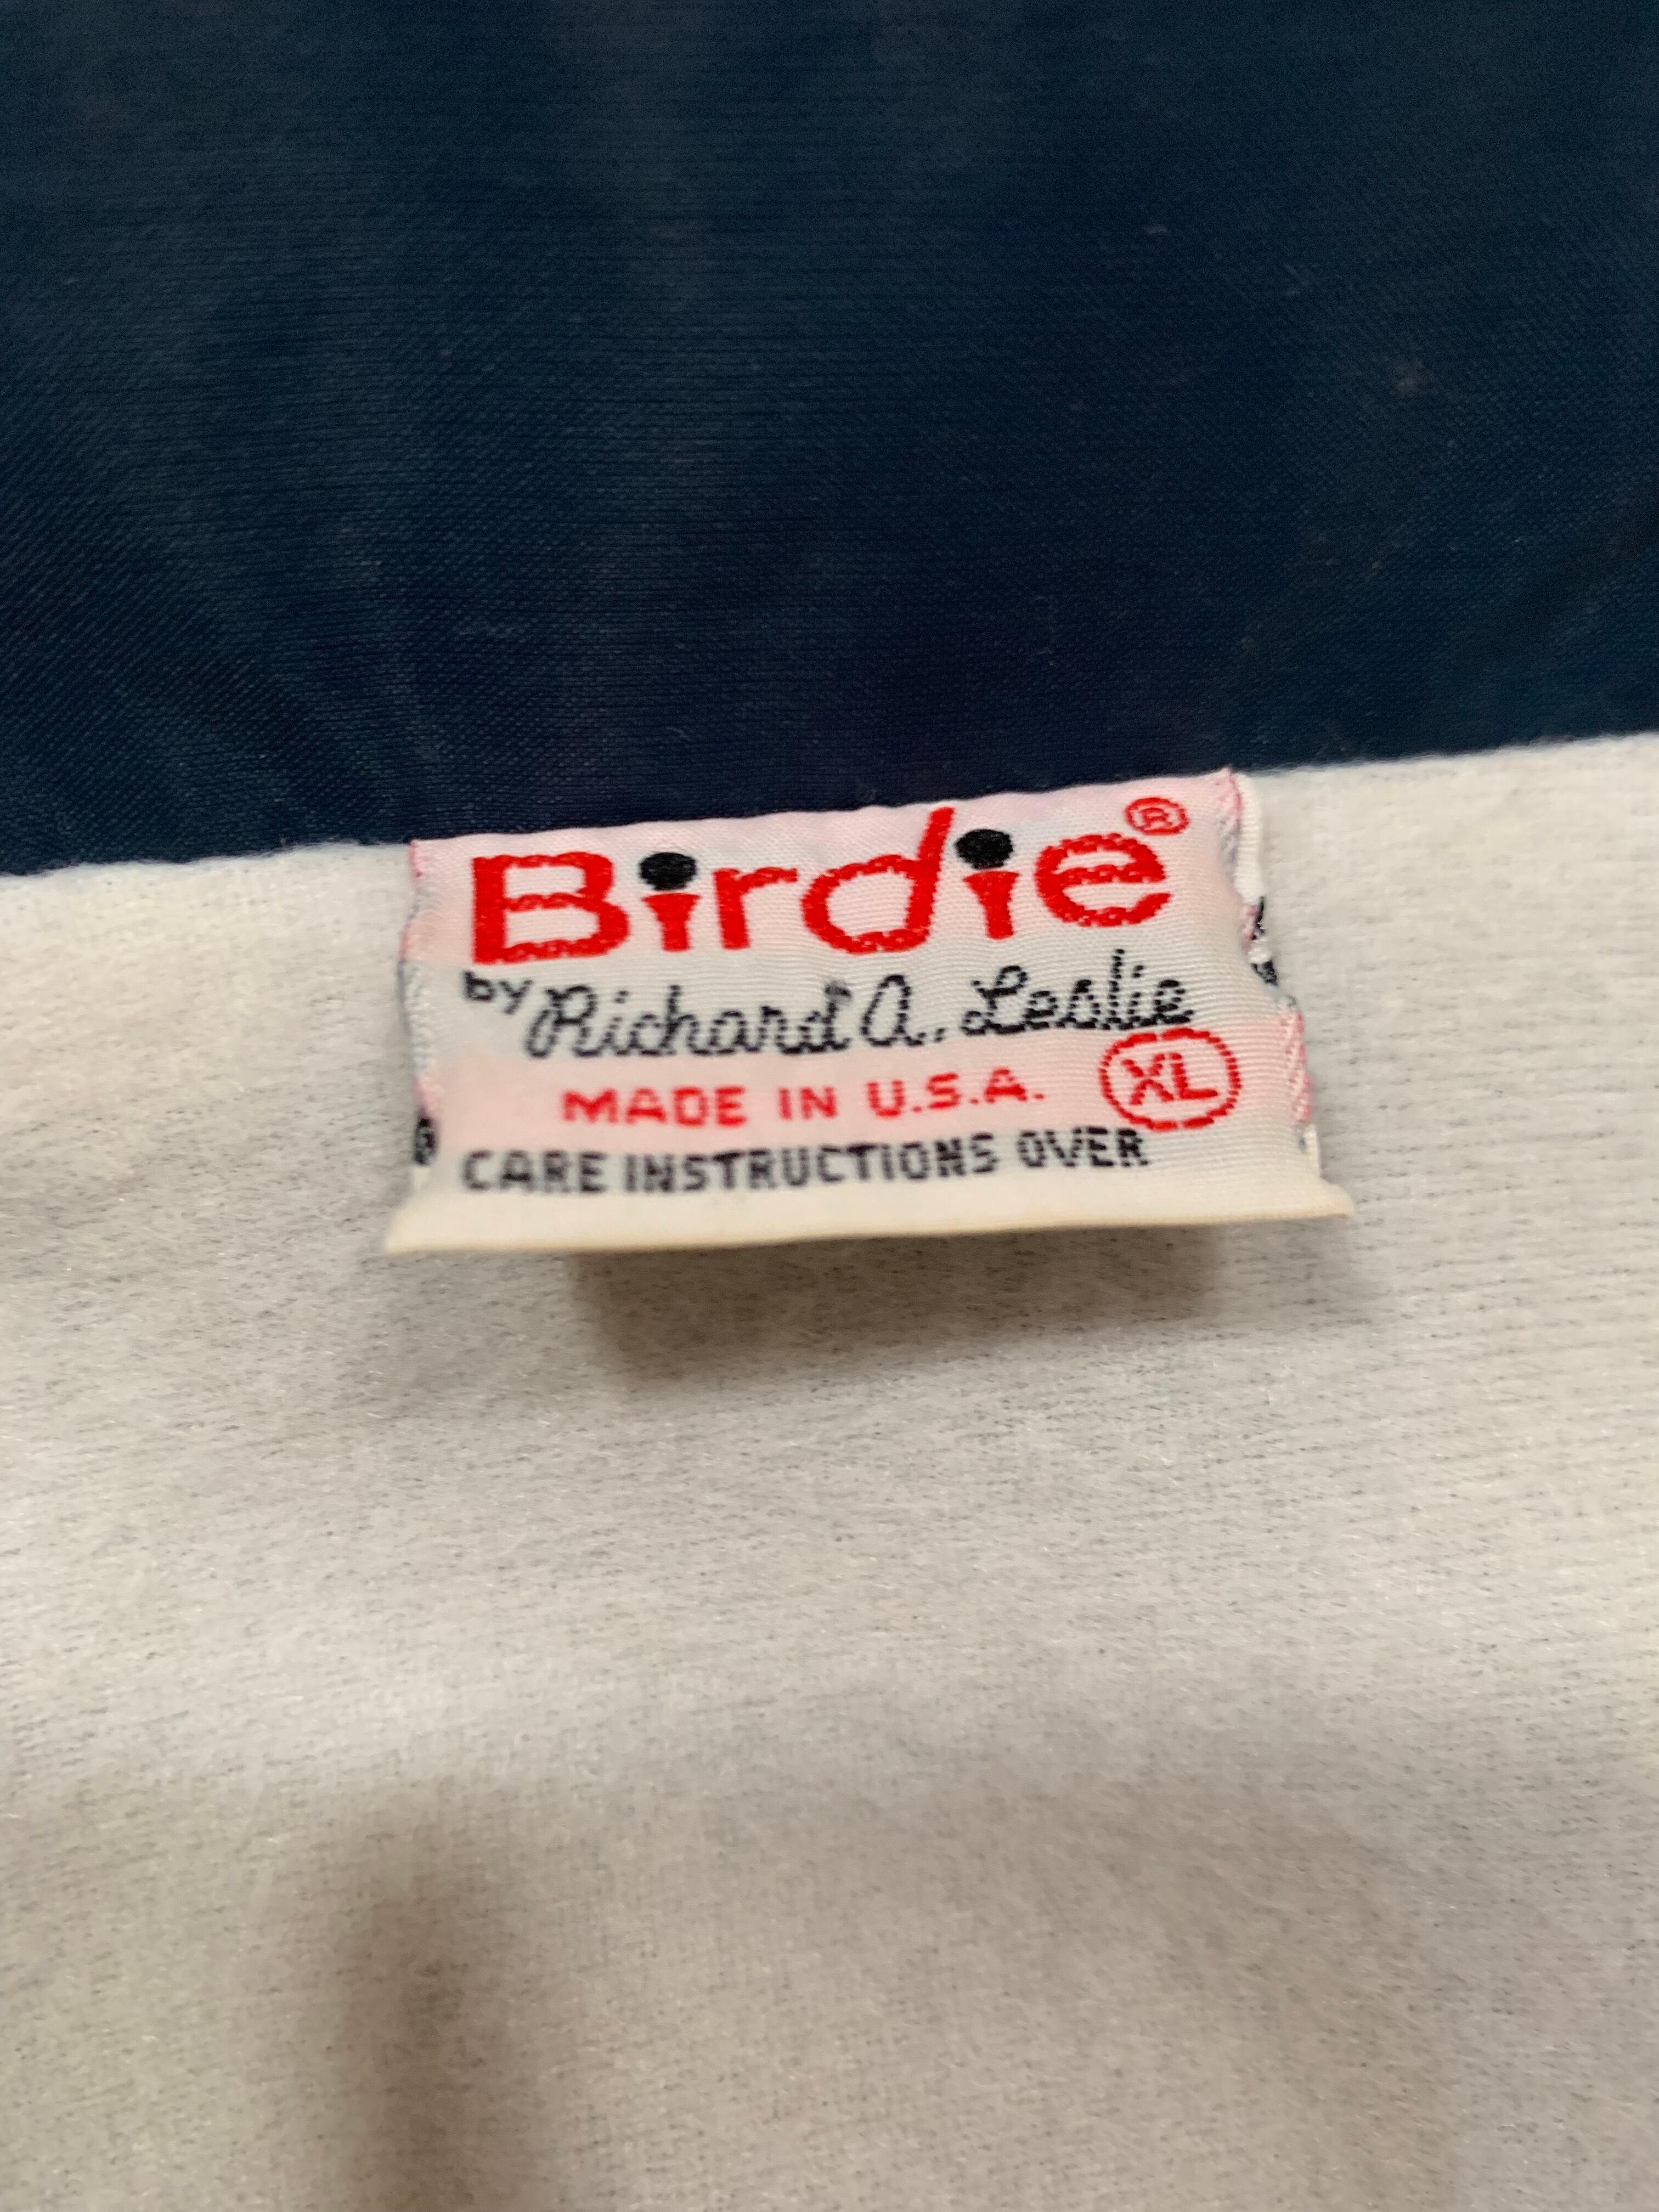 Birdie®
by Richard A. Leslie
MADE IN U.S.A. XL
CARE INSTRUCTIONS OVER